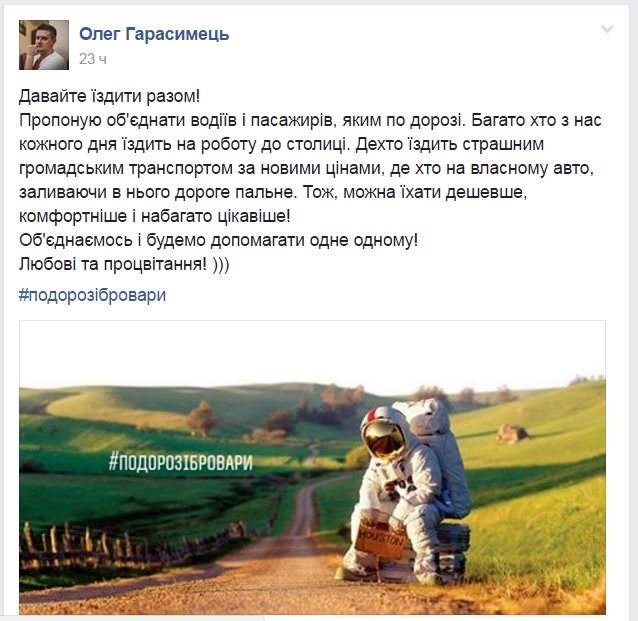 Олег Гарасимець
23 ч
Давайте їздити разом!
Пропоную об'єднати водіїв і пасажирів, яким по дорозі. Багато хто з нас
кожного дня їздить на роботу до столиці. Дехто їздить страшним
громадським транспортом за новими цінами, де хто на власному авто,
заливаючи в нього дороге пальне. Тож, можна їхати дешевше,
комфортніше і набагато цікавіше!
Об'єднаємось і будемо допомагати одне одному!
Любові та процвітання! )))
#подорозібровари
#ПОДОРОЗІБРОВАРИ
HOUSTON